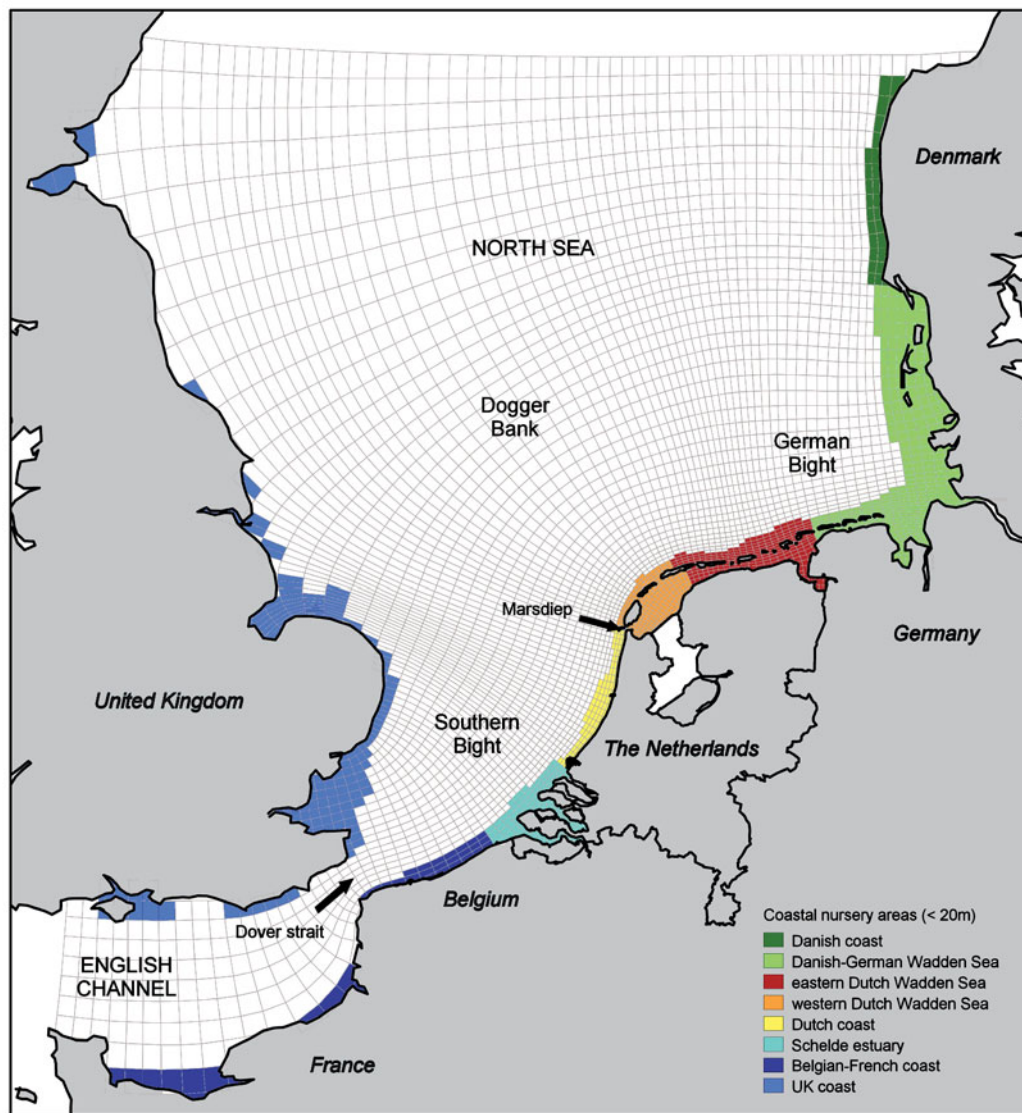 Denmark
NORTH SEA
Dogger
Bank
German
Bight
Marsdiep
Germany
United Kingdom
Southern
Bight
The Netherlands
Belgium
Dover strait
ENGLISH
CHANNEL
France
Coastal nursery areas (< 20m)
Danish coast
Danish-German Wadden Sea
eastern Dutch Wadden Sea
western Dutch Wadden Sea
Dutch coast
Schelde estuary
Belgian-French coast
UK coast